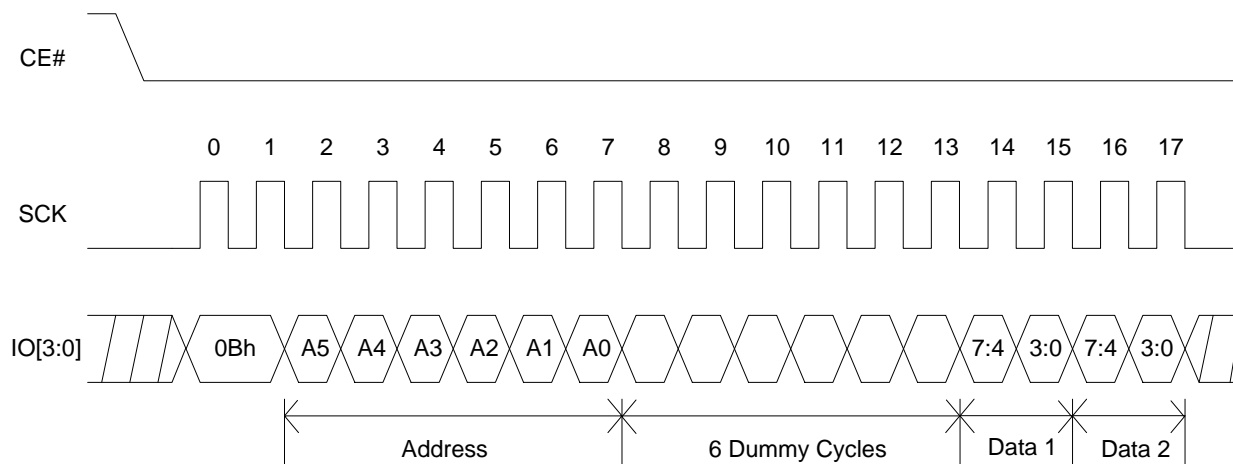 CE#
0 1 2 3 4 5 6 7 8 9 10 11 12 13 14 15 16 17
SCK
IO[3:0] 0Bh A5 A4 A3 A2 A1 A0 7:4 3:0 7:4 3:0
Address 6 Dummy Cycles Data 1 Data 2